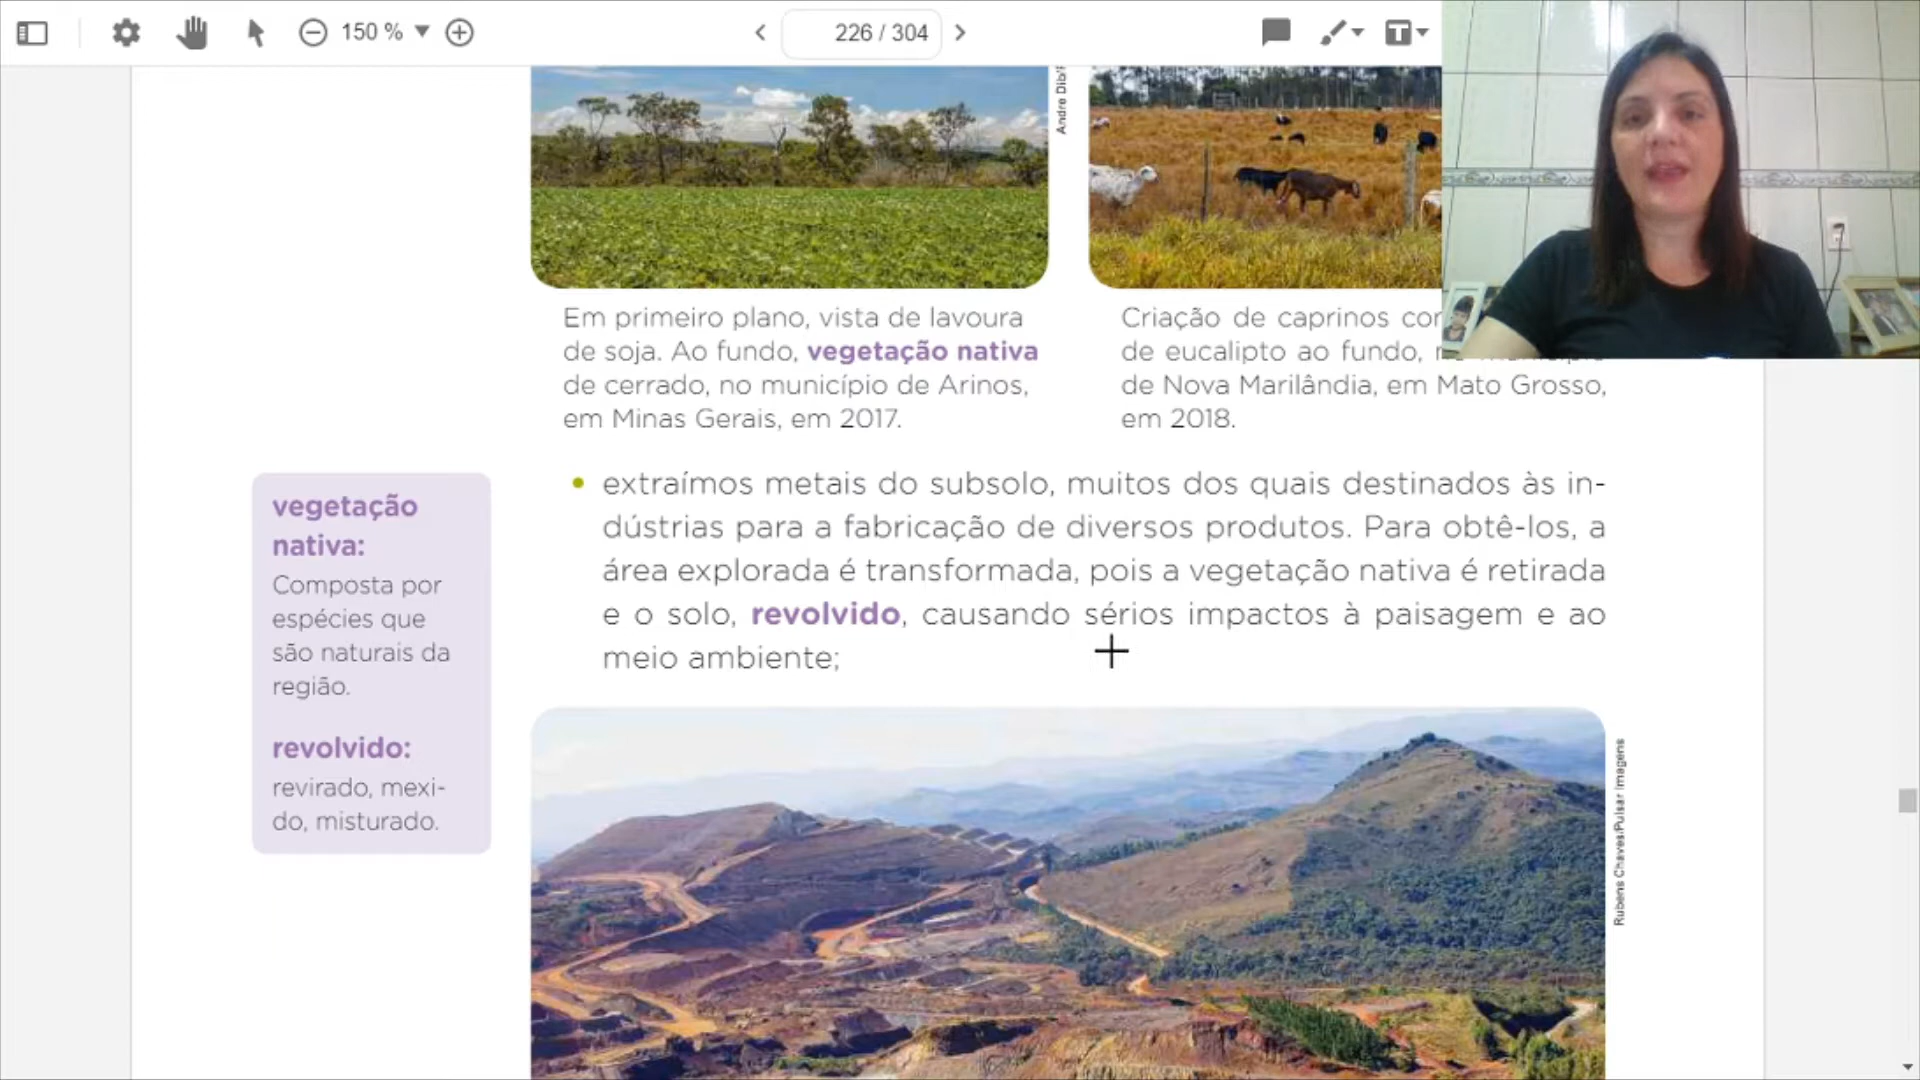 150 %
226 / 304
Andre Dib/
Em primeiro plano, vista de lavoura
de soja. Ao fundo, vegetação nativa
de cerrado, no município de Arinos,
em Minas Gerais, em 2017.
Criação de caprinos
de eucalipto ao fundo,
de Nova Marilândia, em Mato Grosso,
em 2018.
vegetação
nativa:
Composta por
espécies que
são naturais da
região.
revolvido:
revirado, mexi-
do, misturado.
extraímos metais do subsolo, muitos dos quais destinados às in-
dústrias para a fabricação de diversos produtos. Para obtê-los, a
área explorada é transformada, pois a vegetação nativa é retirada
e o solo, revolvido, causando sérios impactos à paisagem e ao
meio ambiente;
Rubens Chaves/Pulsar Imagens